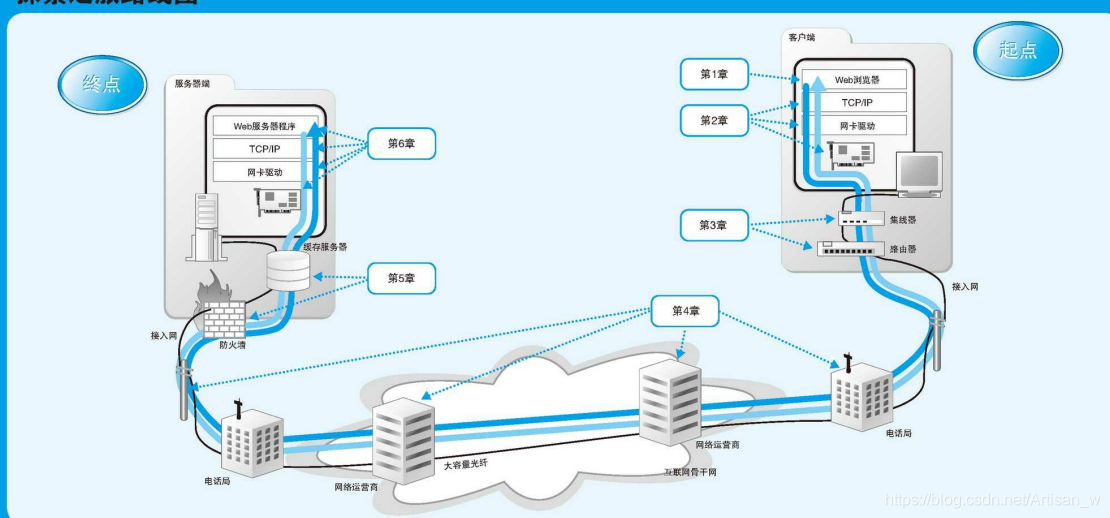 终点
服务器端
Web服务器程序
TCP/IP
网卡驱动
第6章
缓存服务器
第5章
防火墙
接入网
电话局
网络运营商
大容量光纤
第4章
网络运营商
互联网骨干网
电话局
接入网
客户端
起点
第1章
Web浏览器
TCP/IP
第2章
网卡驱动
第3章
集线器
路由器
https://blog.csdn.net/Artisan_w